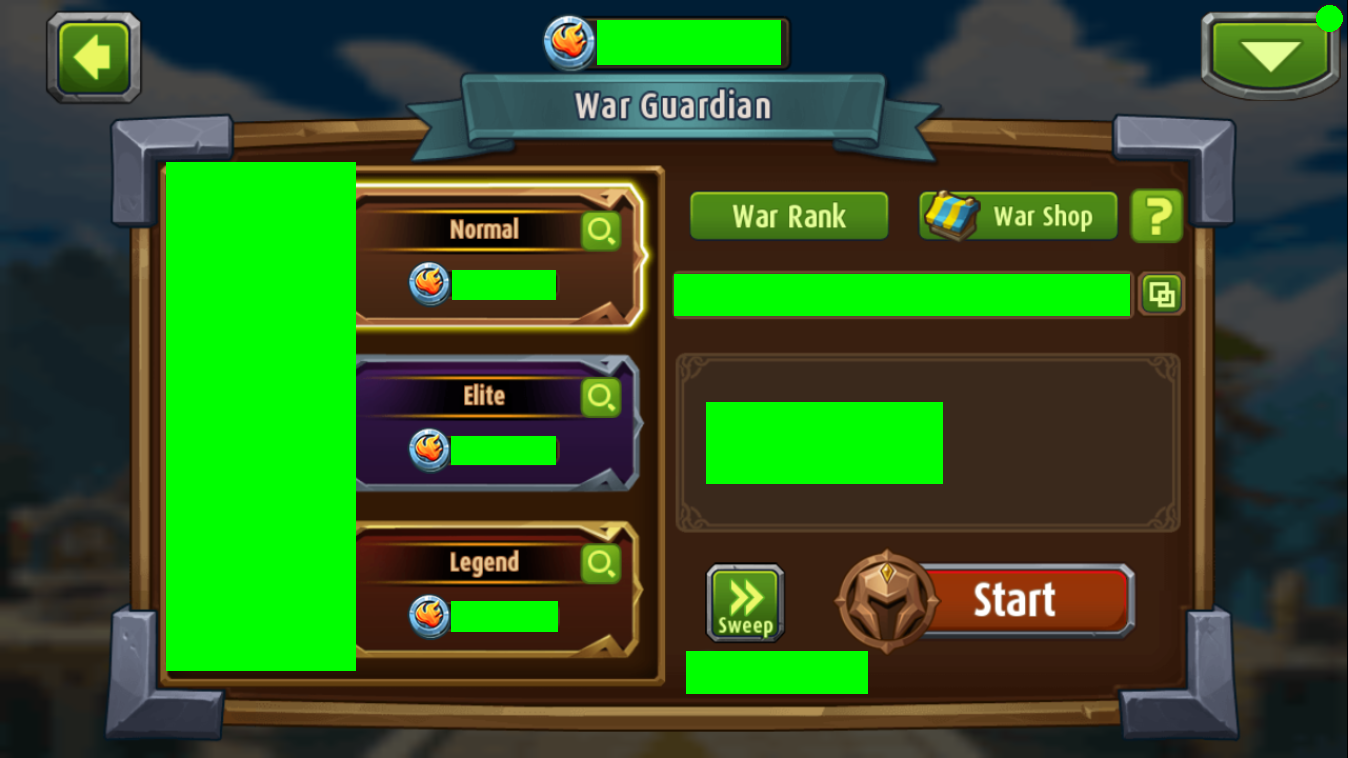 War Guardian
Normal
War Rank
War Shop
?
Elite
Legend
Sweep
Start